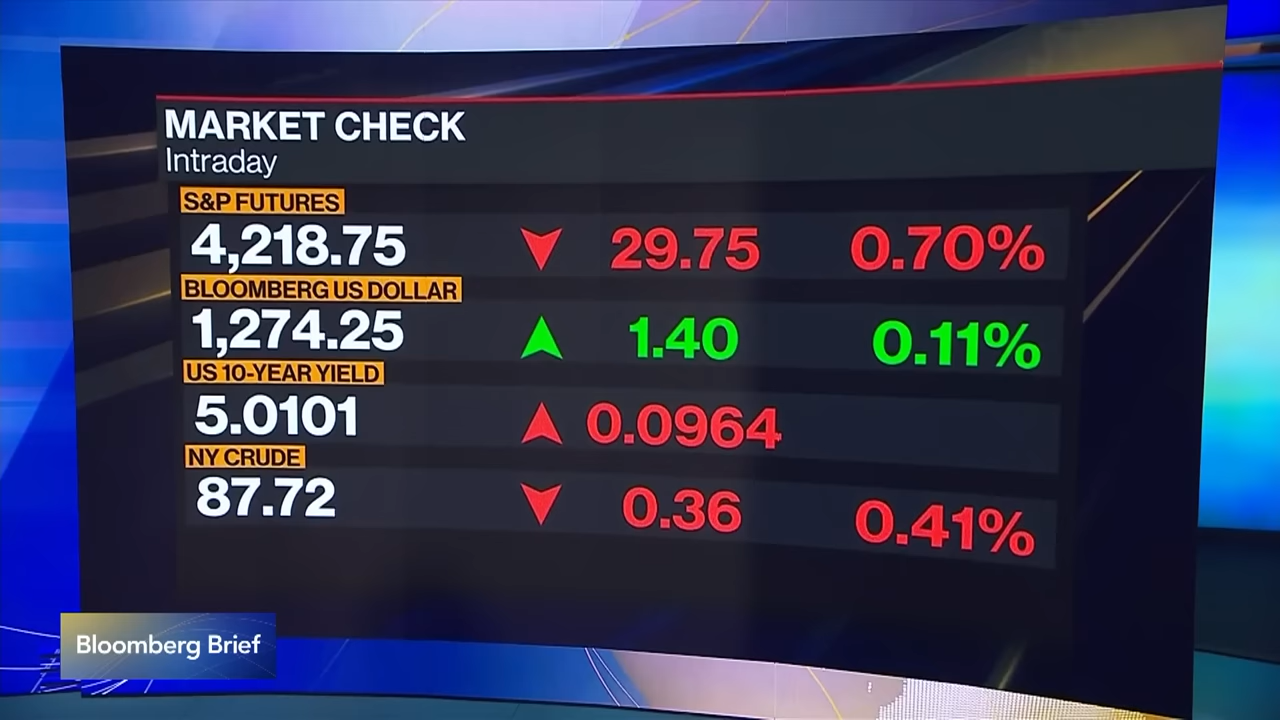 MARKET CHECK
Intraday
S&P FUTURES
4,218.75 29.75 0.70%
BLOOMBERG US DOLLAR
1,274.25 1.40 0.11%
US 10-YEAR YIELD
5.0101 0.0964
NY CRUDE
87.72 0.36 0.41%
Bloomberg Brief